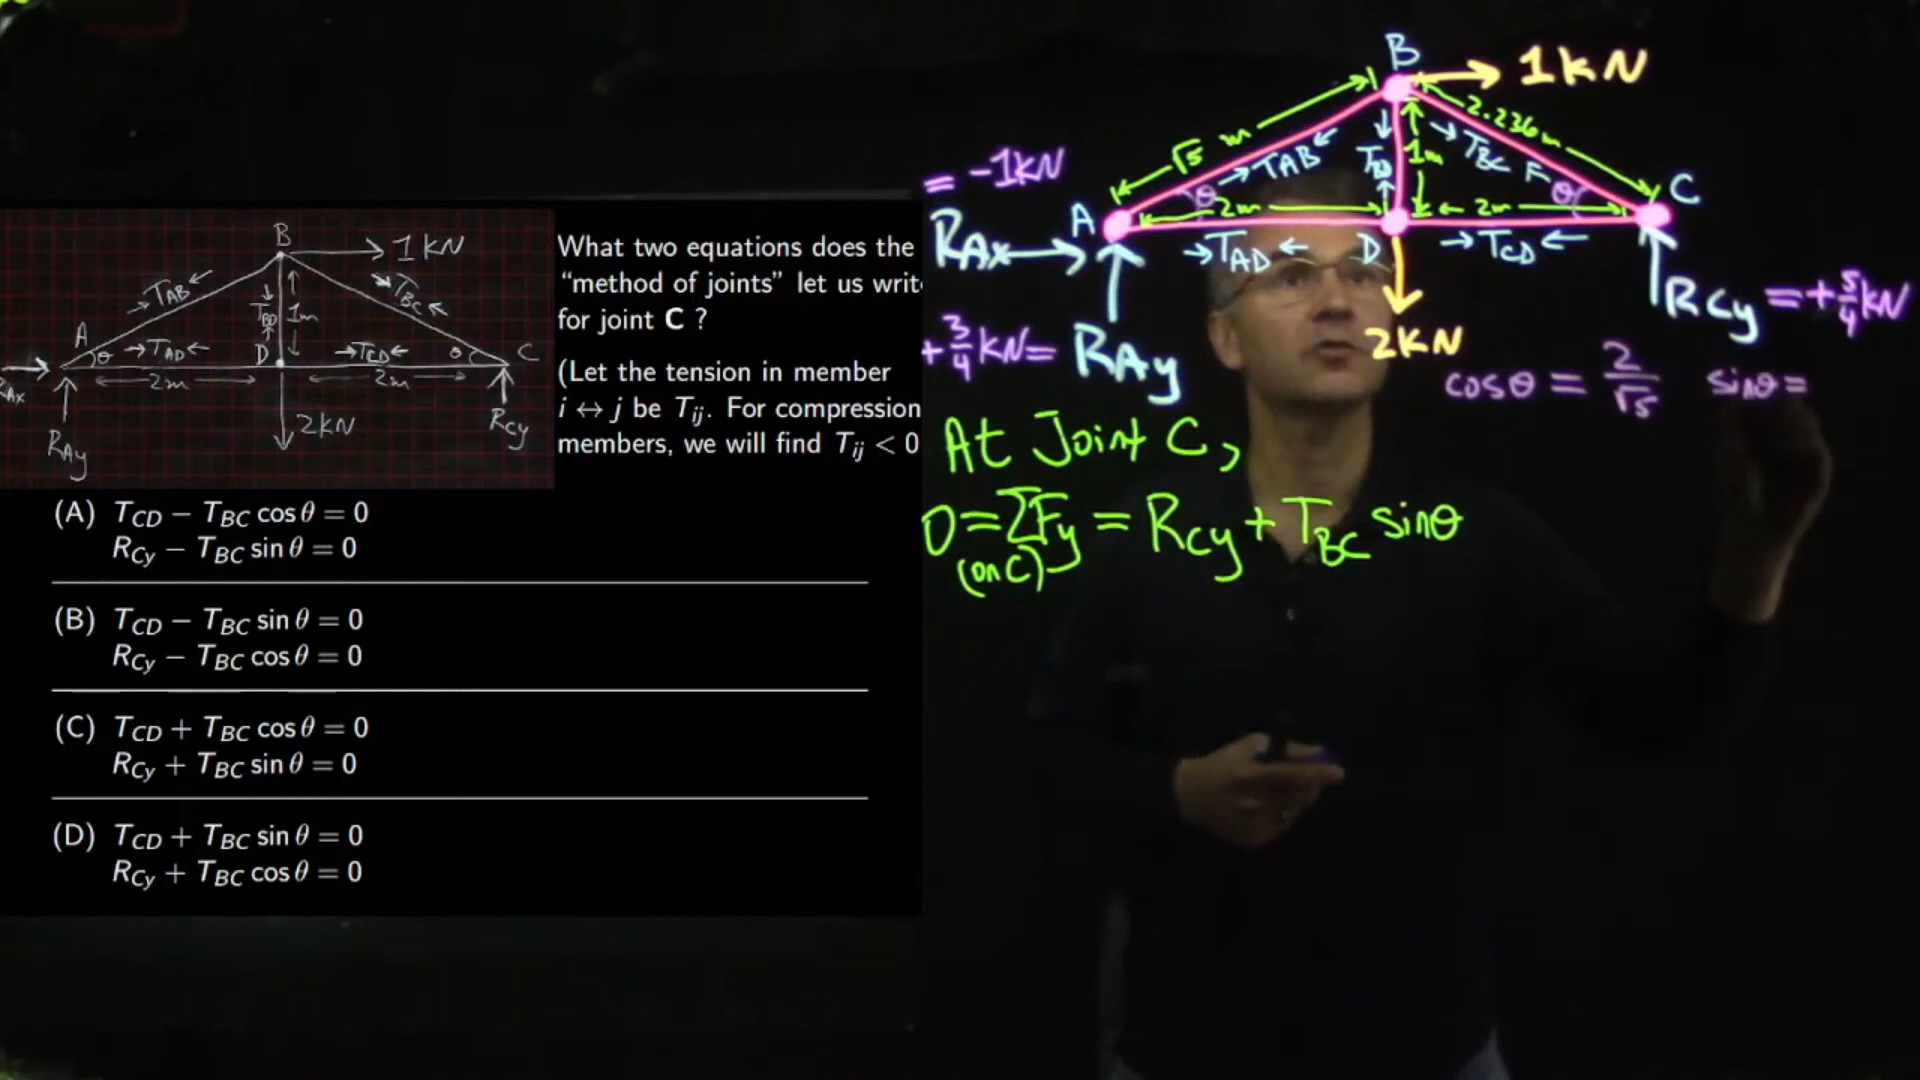 B
1 kN
TAB
TBC
TBD
1m
A
θ
TAD
D
TCD
θ
C
2m
2m
RAx
2kN
RAy
RCy
What two equations does the
"method of joints" let us writ
for joint C ?
(Let the tension in member
i ↔ j be Tij. For compression
members, we will find Tij < 0
(A) TCD − TBC cos θ = 0
RCy − TBC sin θ = 0
(B) TCD − TBC sin θ = 0
RCy − TBC cos θ = 0
(C) TCD + TBC cos θ = 0
RCy + TBC sin θ = 0
(D) TCD + TBC sin θ = 0
RCy + TBC cos θ = 0
B
1kN
2.236m
√5 m
TAB
TBD
1m
TBC
= -1kN
θ
θ
C
A
2m
2m
RAx
TAD
D
TCD
RCy = +5/4 kN
+3/4 kN = RAy
2KN
cosθ = 2/√5 sinθ =
At Joint C,
0 = ΣFy = RCy + TBC sinθ
(on C)